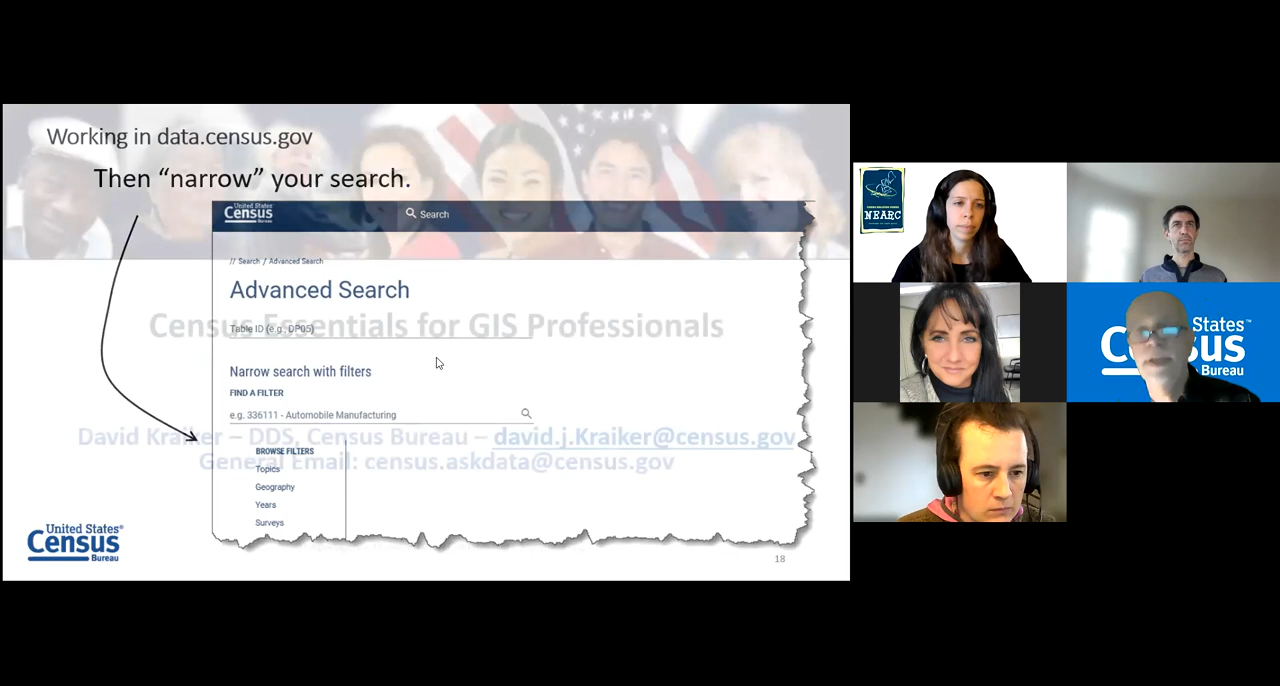 Working in data.census.gov
Then “narrow” your search.
United States
Census
Bureau
Search
// Search / Advanced Search
Advanced Search
Census Essentials for GIS Professionals
Table ID (e.g., DP05)
Narrow search with filters
FIND A FILTER
e.g. 336111 - Automobile Manufacturing
David Kraiker – DDS, Census Bureau – david.j.Kraiker@census.gov
BROWSE FILTERS
General Email: census.askdata@census.gov
Topics
Geography
Years
Surveys
United States®
Census
Bureau
18
NEARC
States™
C sus
Bureau